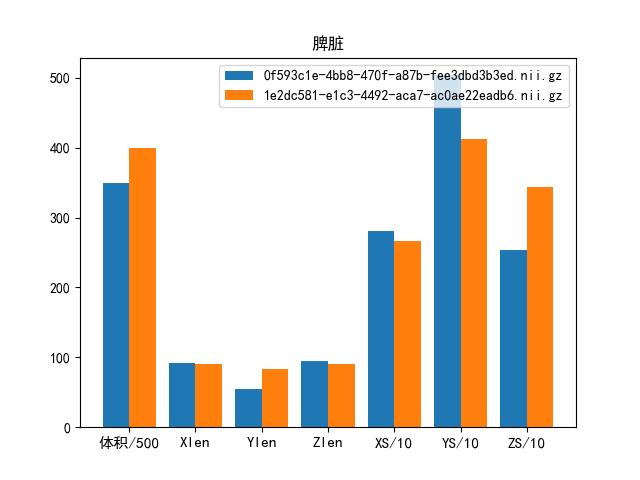 脾脏
0f593c1e-4bb8-470f-a87b-fee3dbd3b3ed.nii.gz
1e2dc581-e1c3-4492-aca7-ac0ae22eadb6.nii.gz
500
400
300
200
100
0
体积/500 Xlen Ylen Zlen XS/10 YS/10 ZS/10